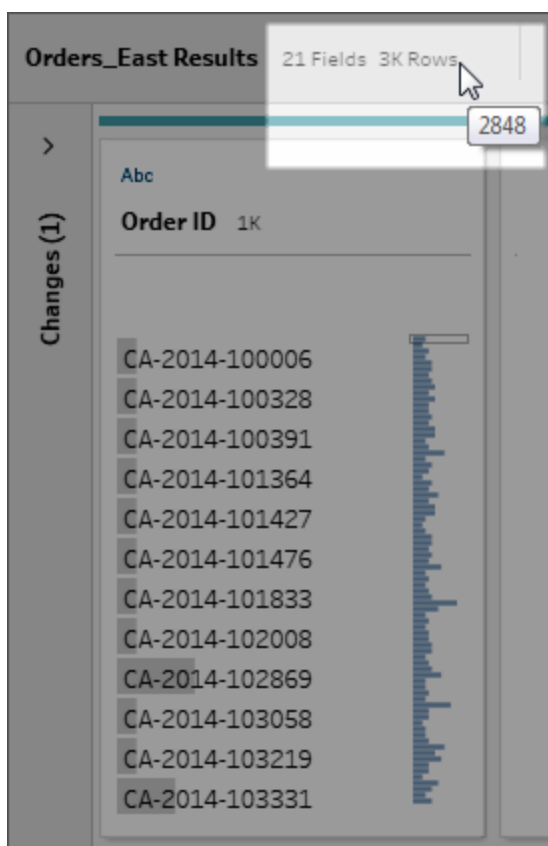 Orders_East Results 21 Fields 3K Rows
2848
Changes (1)
Abc
Order ID 1K
CA-2014-100006
CA-2014-100328
CA-2014-100391
CA-2014-101364
CA-2014-101427
CA-2014-101476
CA-2014-101833
CA-2014-102008
CA-2014-102869
CA-2014-103058
CA-2014-103219
CA-2014-103331